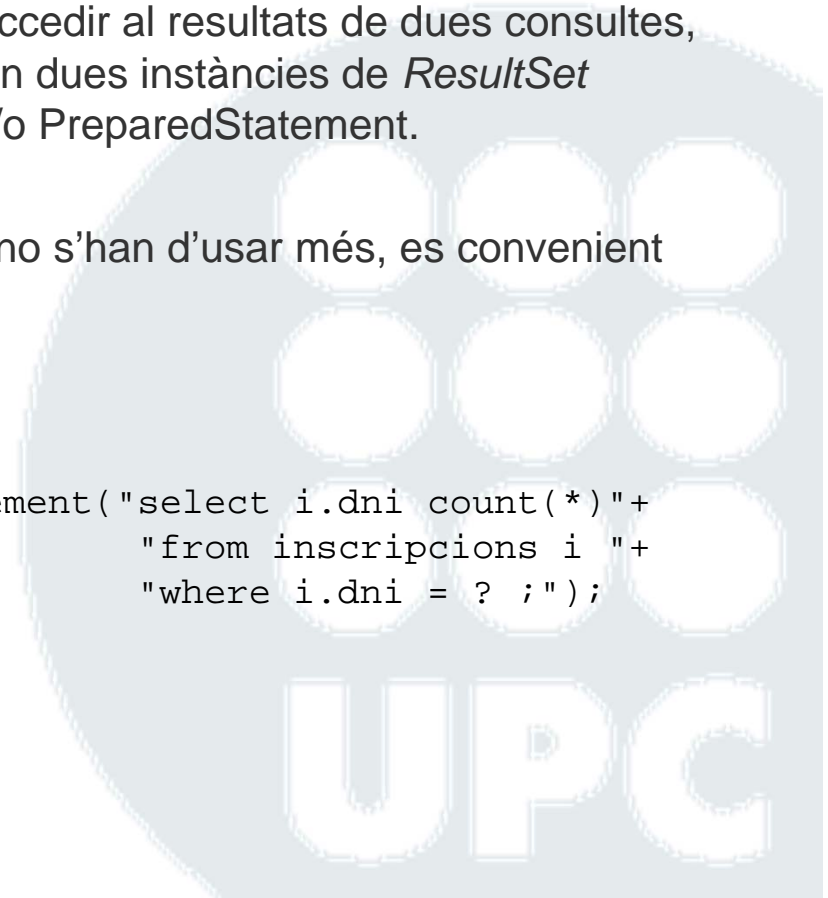 ccedir al resultats de dues consultes,
n dues instàncies de ResultSet
/o PreparedStatement.
no s'han d'usar més, es convenient
ement("select i.dni count(*)"+
"from inscripcions i "+
"where i.dni = ? ;");
UPC